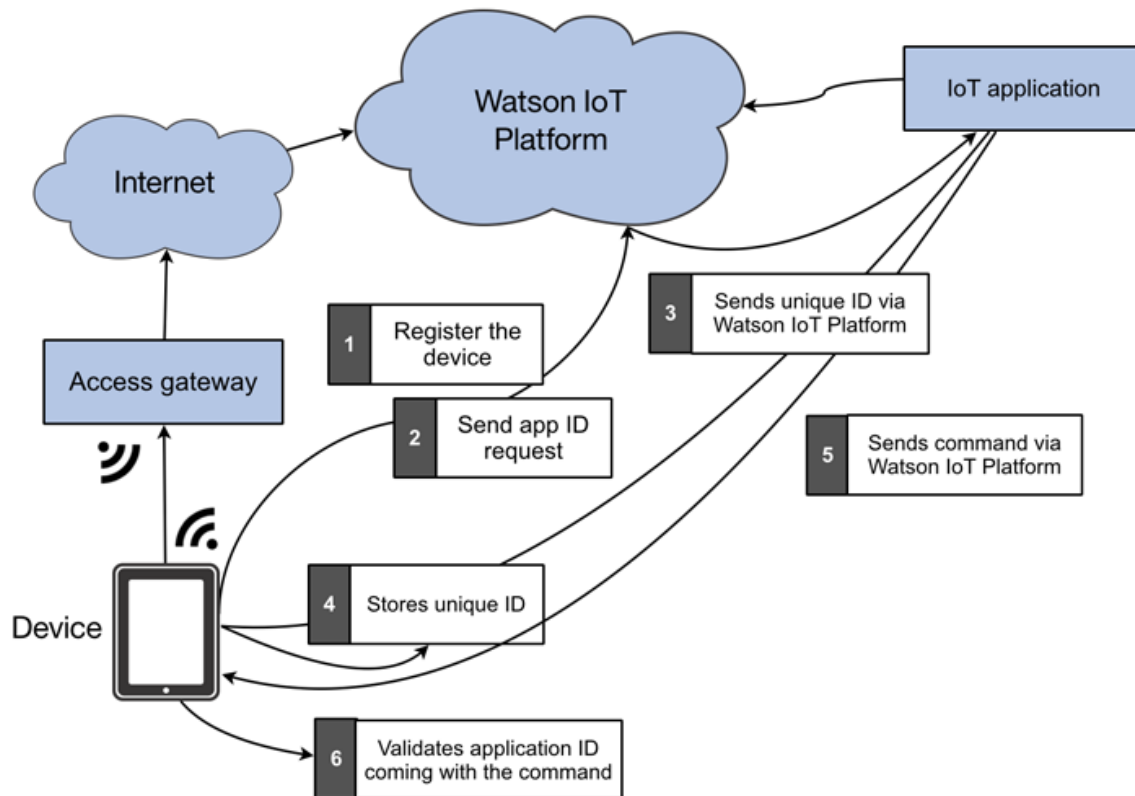 Watson IoT
Platform
IoT application
Internet
1
Register the
device
3
Sends unique ID via
Watson IoT Platform
Access gateway
2
Send app ID
request
5
Sends command via
Watson IoT Platform
Device
4
Stores unique ID
6
Validates application ID
coming with the command